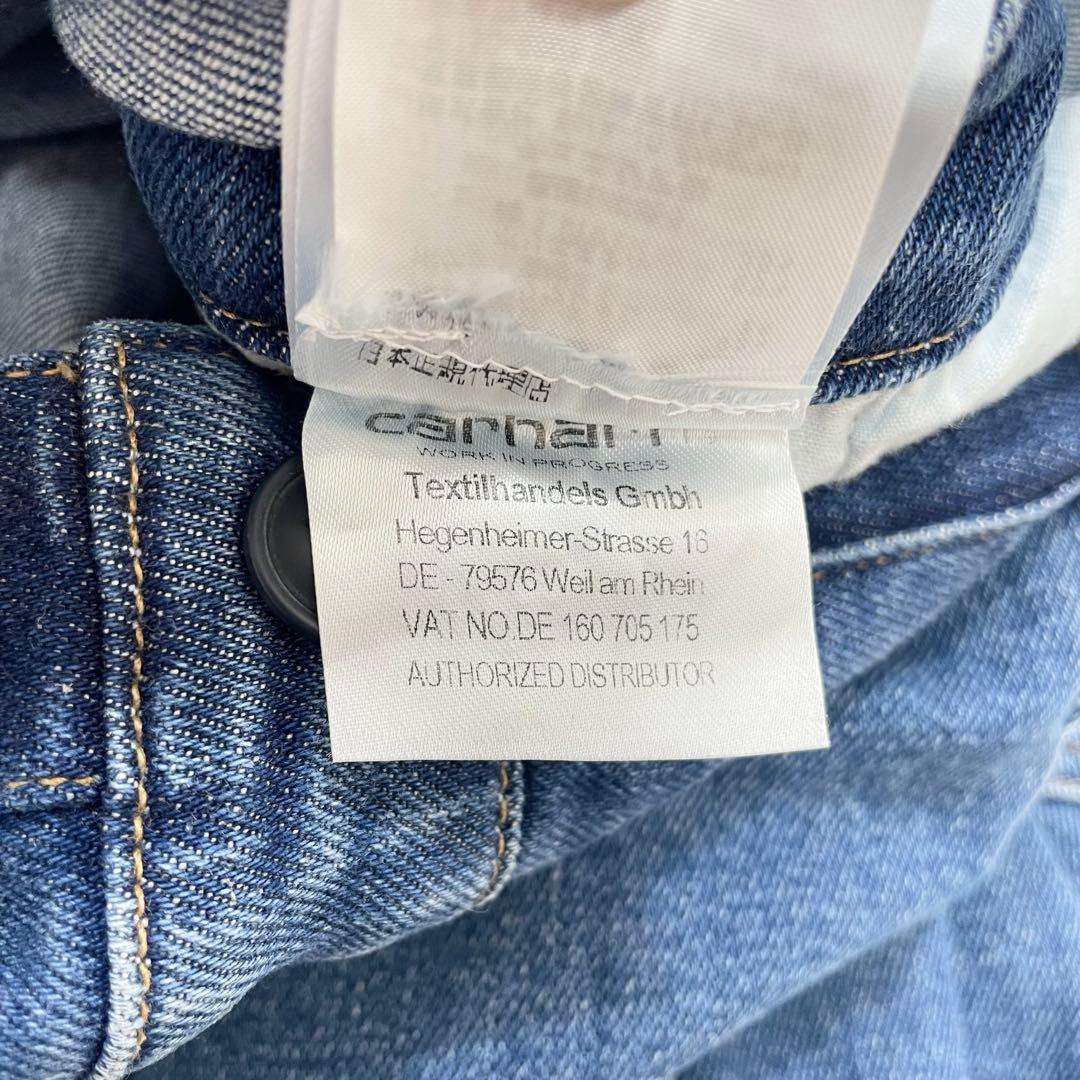 日本正規代理店
carhartt
WORK IN PROGRESS
Textilhandels Gmbh
Hegenheimer-Strasse 16
DE - 79576 Weil am Rhein
VAT NO.DE 160 705 175
AUTHORIZED DISTRIBUTOR